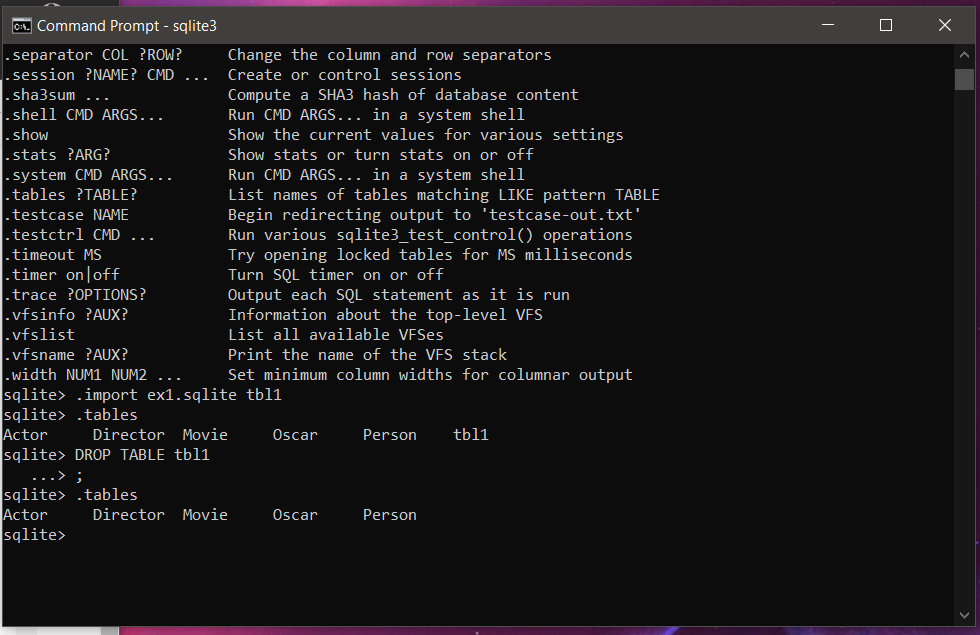 Command Prompt - sqlite3
.separator COL ?ROW?     Change the column and row separators
.session ?NAME? CMD ...  Create or control sessions
.sha3sum ...             Compute a SHA3 hash of database content
.shell CMD ARGS...       Run CMD ARGS... in a system shell
.show                    Show the current values for various settings
.stats ?ARG?             Show stats or turn stats on or off
.system CMD ARGS...      Run CMD ARGS... in a system shell
.tables ?TABLE?          List names of tables matching LIKE pattern TABLE
.testcase NAME           Begin redirecting output to 'testcase-out.txt'
.testctrl CMD ...        Run various sqlite3_test_control() operations
.timeout MS              Try opening locked tables for MS milliseconds
.timer on|off            Turn SQL timer on or off
.trace ?OPTIONS?         Output each SQL statement as it is run
.vfsinfo ?AUX?           Information about the top-level VFS
.vfslist                 List all available VFSes
.vfsname ?AUX?           Print the name of the VFS stack
.width NUM1 NUM2 ...     Set minimum column widths for columnar output
sqlite> .import ex1.sqlite tbl1
sqlite> .tables
Actor     Director  Movie     Oscar     Person    tbl1
sqlite> DROP TABLE tbl1
   ...> ;
sqlite> .tables
Actor     Director  Movie     Oscar     Person
sqlite>